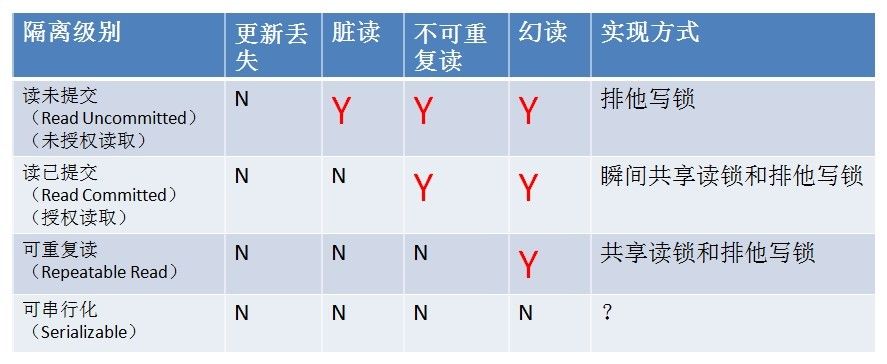 隔离级别 更新丢 脏读 不可重 幻读 实现方式
失 复读
读未提交 N Y Y Y 排他写锁
（Read Uncommitted）
（未授权读取）
读已提交 N N Y Y 瞬间共享读锁和排他写锁
（Read Committed）
（授权读取）
可重复读 N N N Y 共享读锁和排他写锁
（Repeatable Read）
可串行化 N N N N ？
（Serializable）